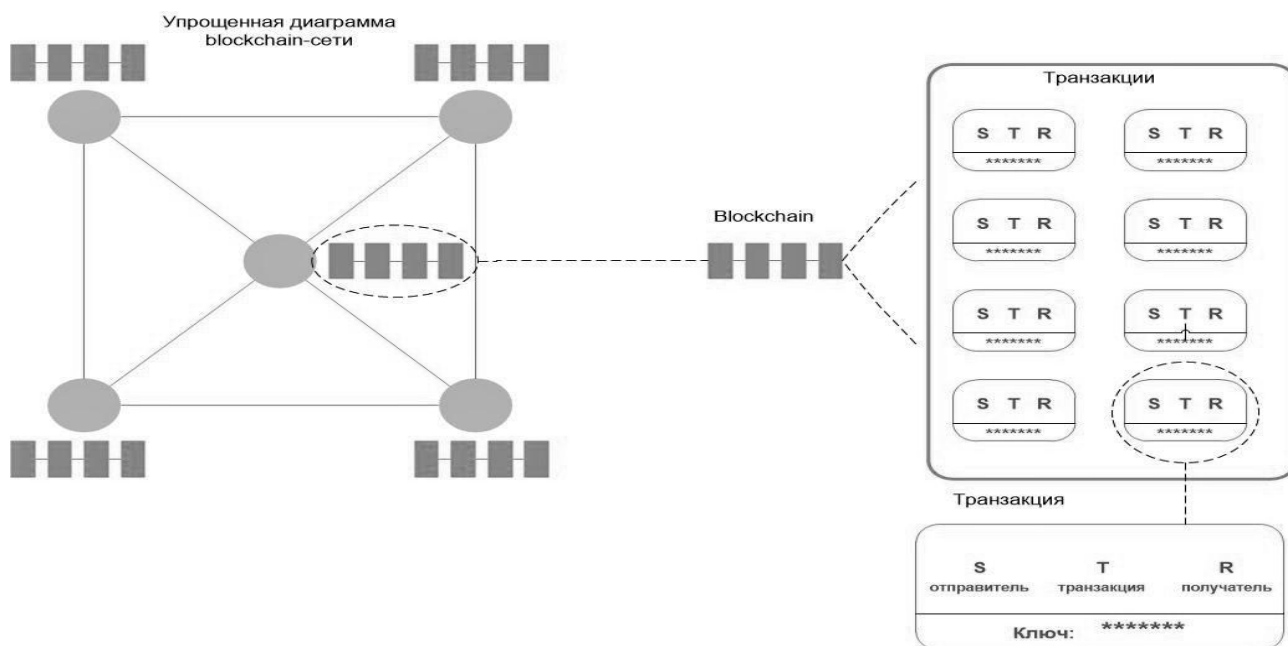 Упрощенная диаграмма
blockchain-сети
Транзакции
S T R
*******
S T R
*******
S T R
*******
S T R
*******
Blockchain
S T R
*******
S T R
*******
S T R
*******
S T R
*******
Транзакция
S T R
отправитель транзакция получатель
Ключ: *******